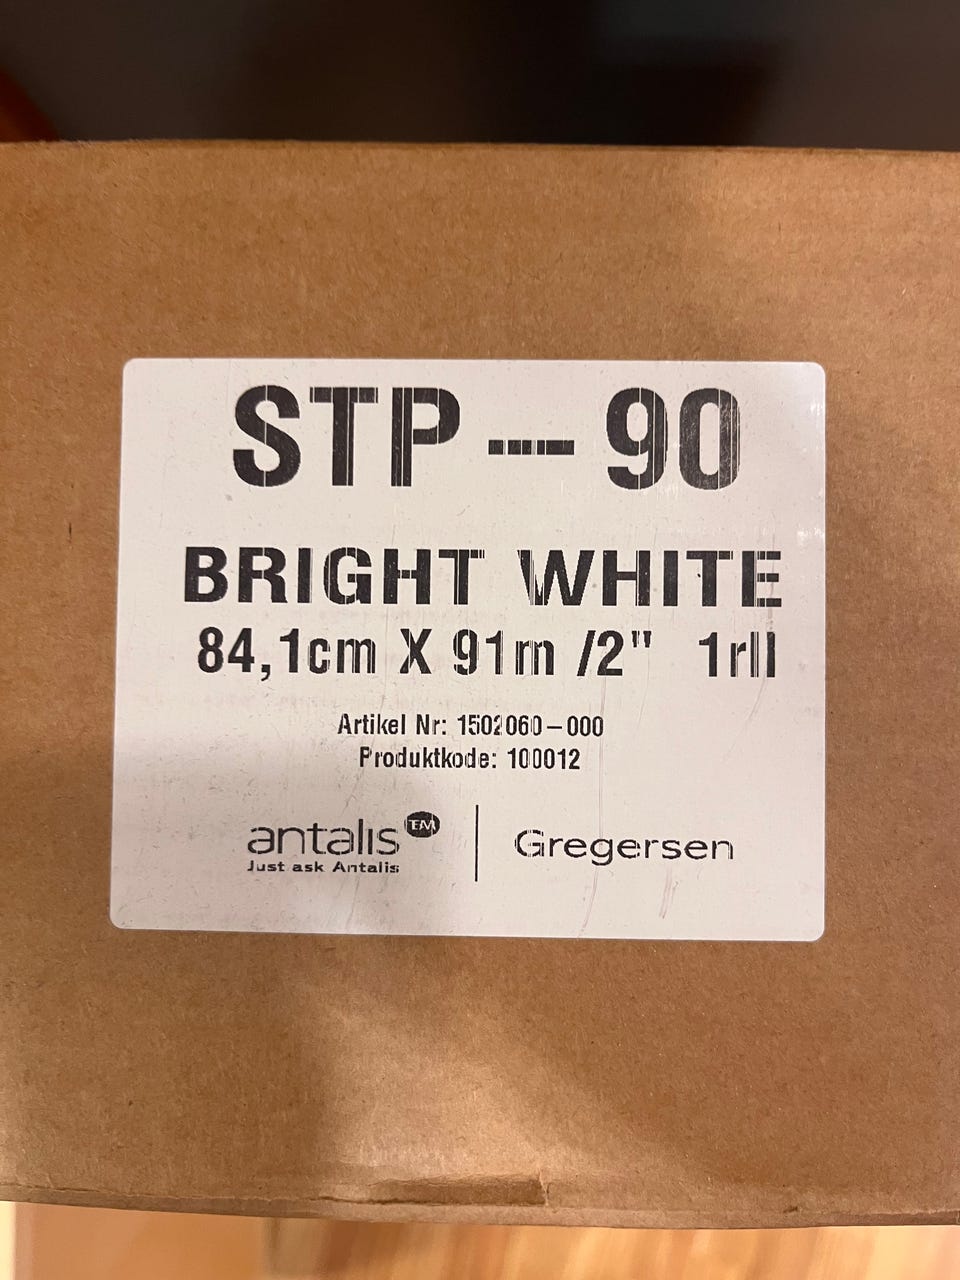 STP-90
BRIGHT WHITE
84,1cm X 91m /2" 1rll
Artikel Nr: 1502060-000
Produktkode: 100012
antalis TM
Just ask Antalis
Gregersen